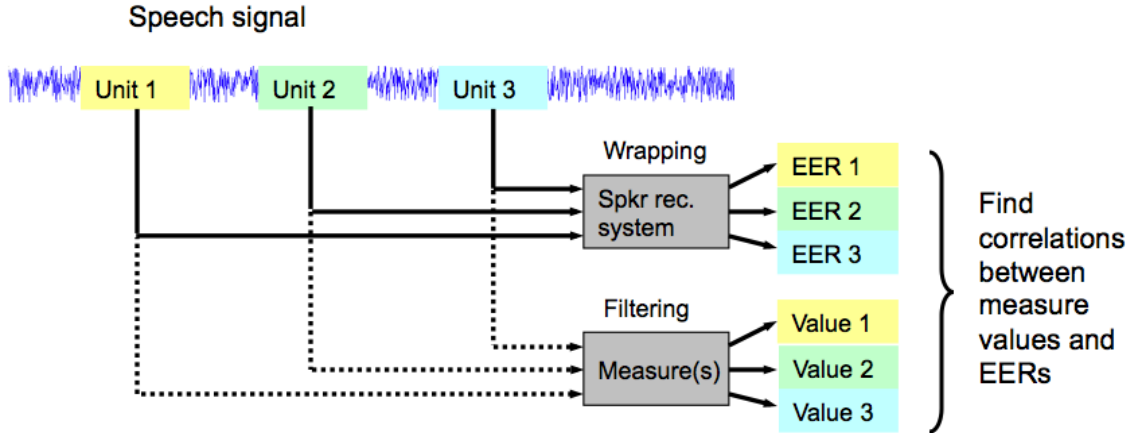 Speech signal
Unit 1
Unit 2
Unit 3
Wrapping
Spkr rec.
system
EER 1
EER 2
EER 3
Filtering
Measure(s)
Value 1
Value 2
Value 3
Find
correlations
between
measure
values and
EERs